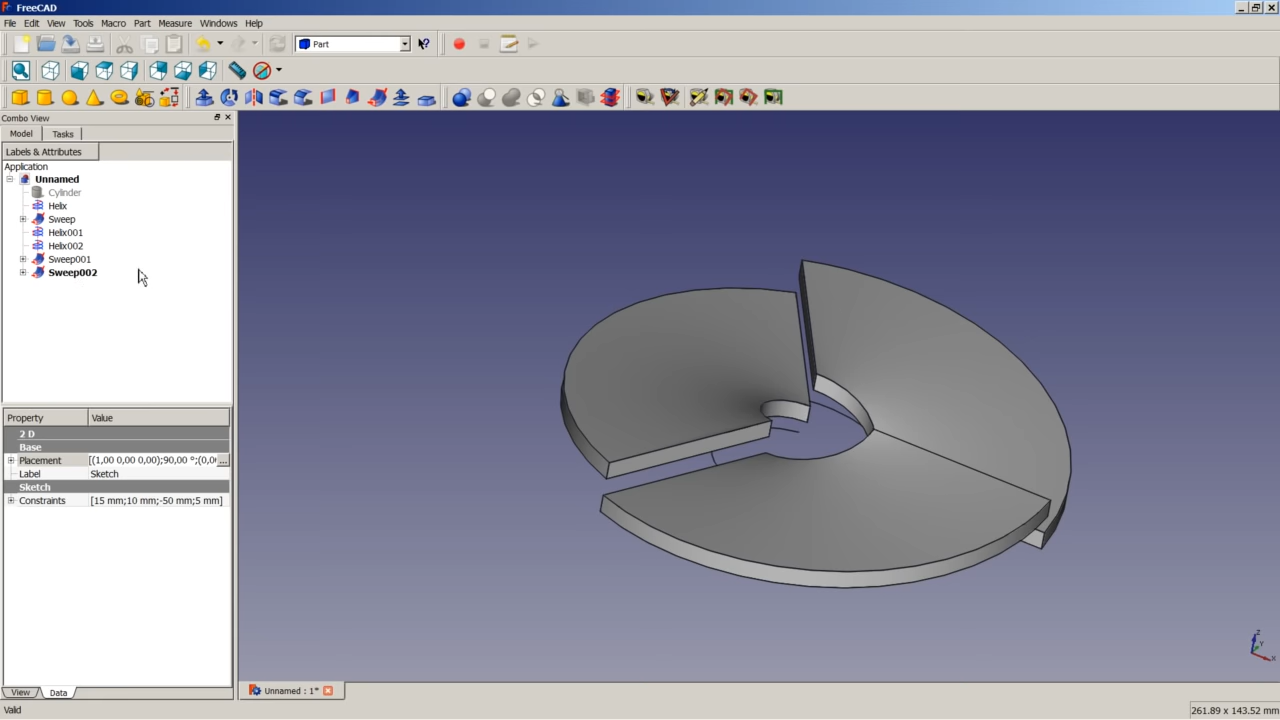 FreeCAD
File Edit View Tools Macro Part Measure Windows Help
Part
Combo View
Model Tasks
Labels & Attributes
Application
Unnamed
Cylinder
Helix
Sweep
Helix001
Helix002
Sweep001
Sweep002
Property Value
2 D
Base
Placement [(1,00 0,00 0,00);90,00 °;(0,0 ...
Label Sketch
Sketch
Constraints [15 mm;10 mm;-50 mm;5 mm]
View Data
Unnamed : 1*
Valid
261.89 x 143.52 mm
Z
Y
X